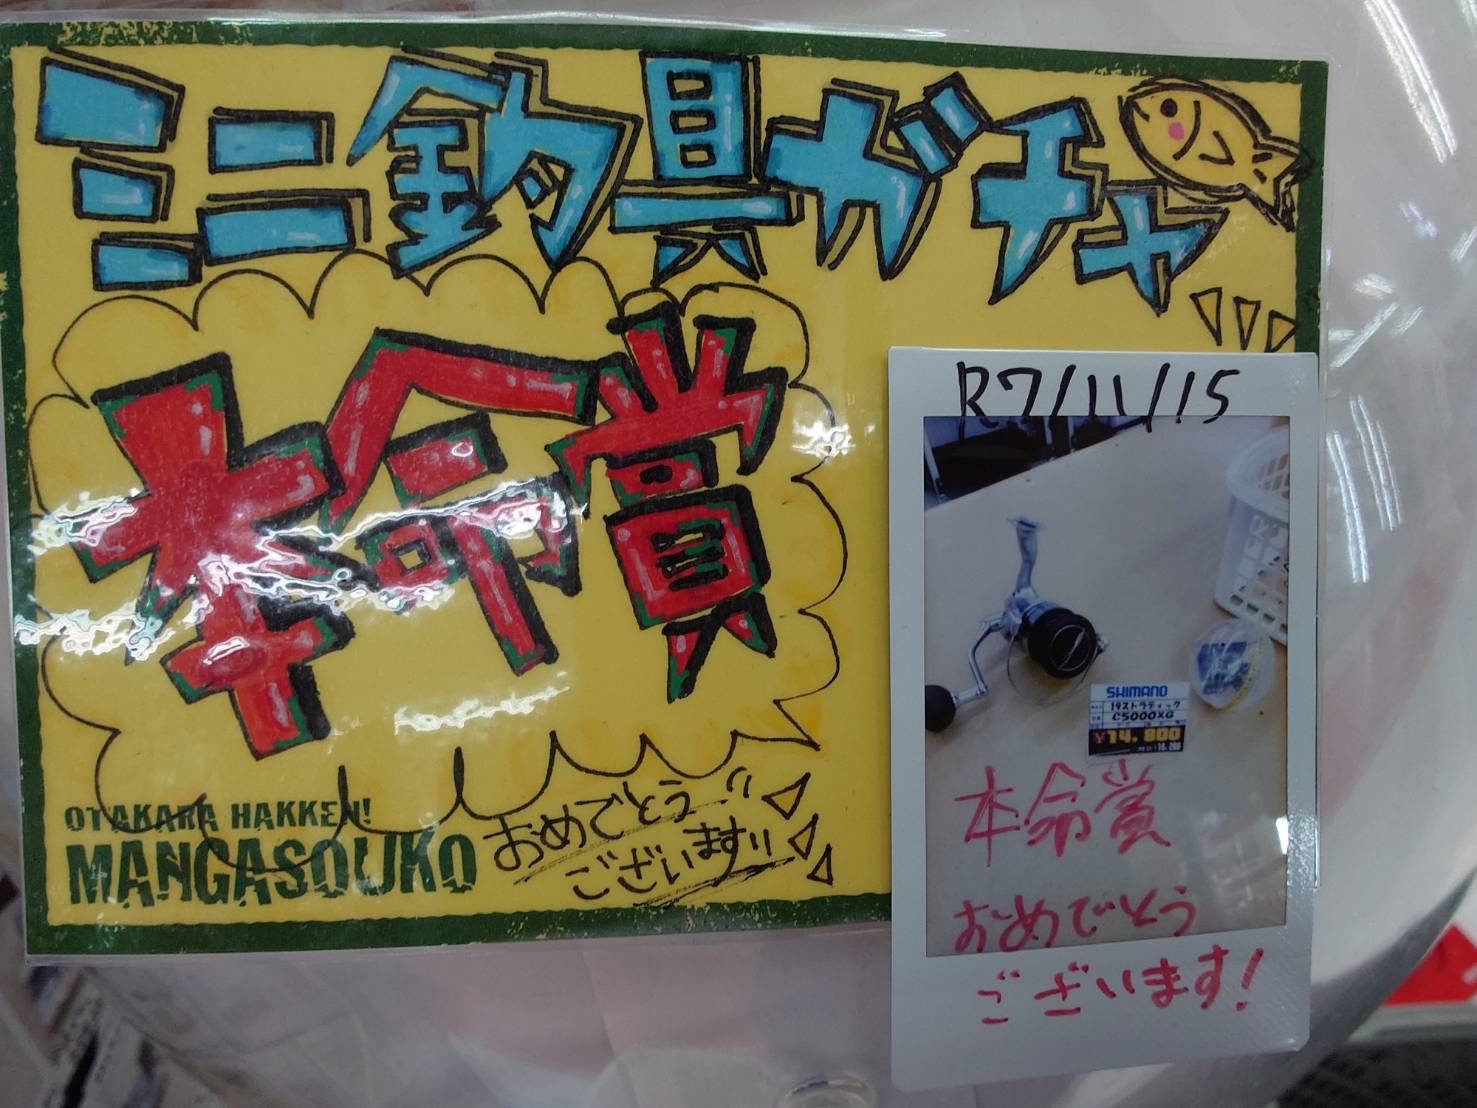 ミニ釣具ガチャ
本命賞
OTAKARA HAKKEN!
MANGASOUKO
おめでとう
ございます!!
R7/11/15
SHIMANO
19ストラディック
C5000XG
¥14,800
本命賞
おめでとう
ございます!